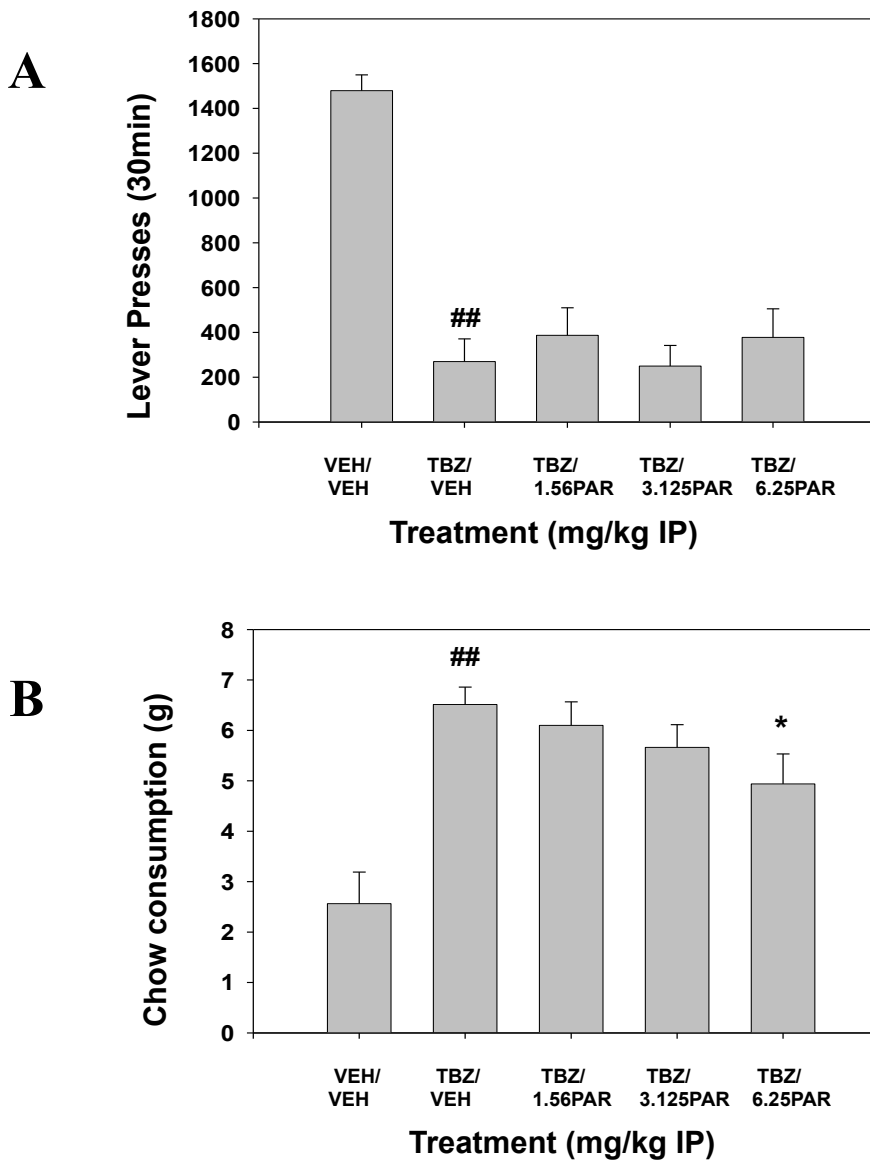 A
Lever Presses (30min)
1800
1600
1400
1200
1000
800
600
400
200
0
##
VEH/ TBZ/ TBZ/ TBZ/ TBZ/
VEH VEH 1.56PAR 3.125PAR 6.25PAR
Treatment (mg/kg IP)
B
Chow consumption (g)
8
7
6
5
4
3
2
1
0
##
*
VEH/ TBZ/ TBZ/ TBZ/ TBZ/
VEH VEH 1.56PAR 3.125PAR 6.25PAR
Treatment (mg/kg IP)